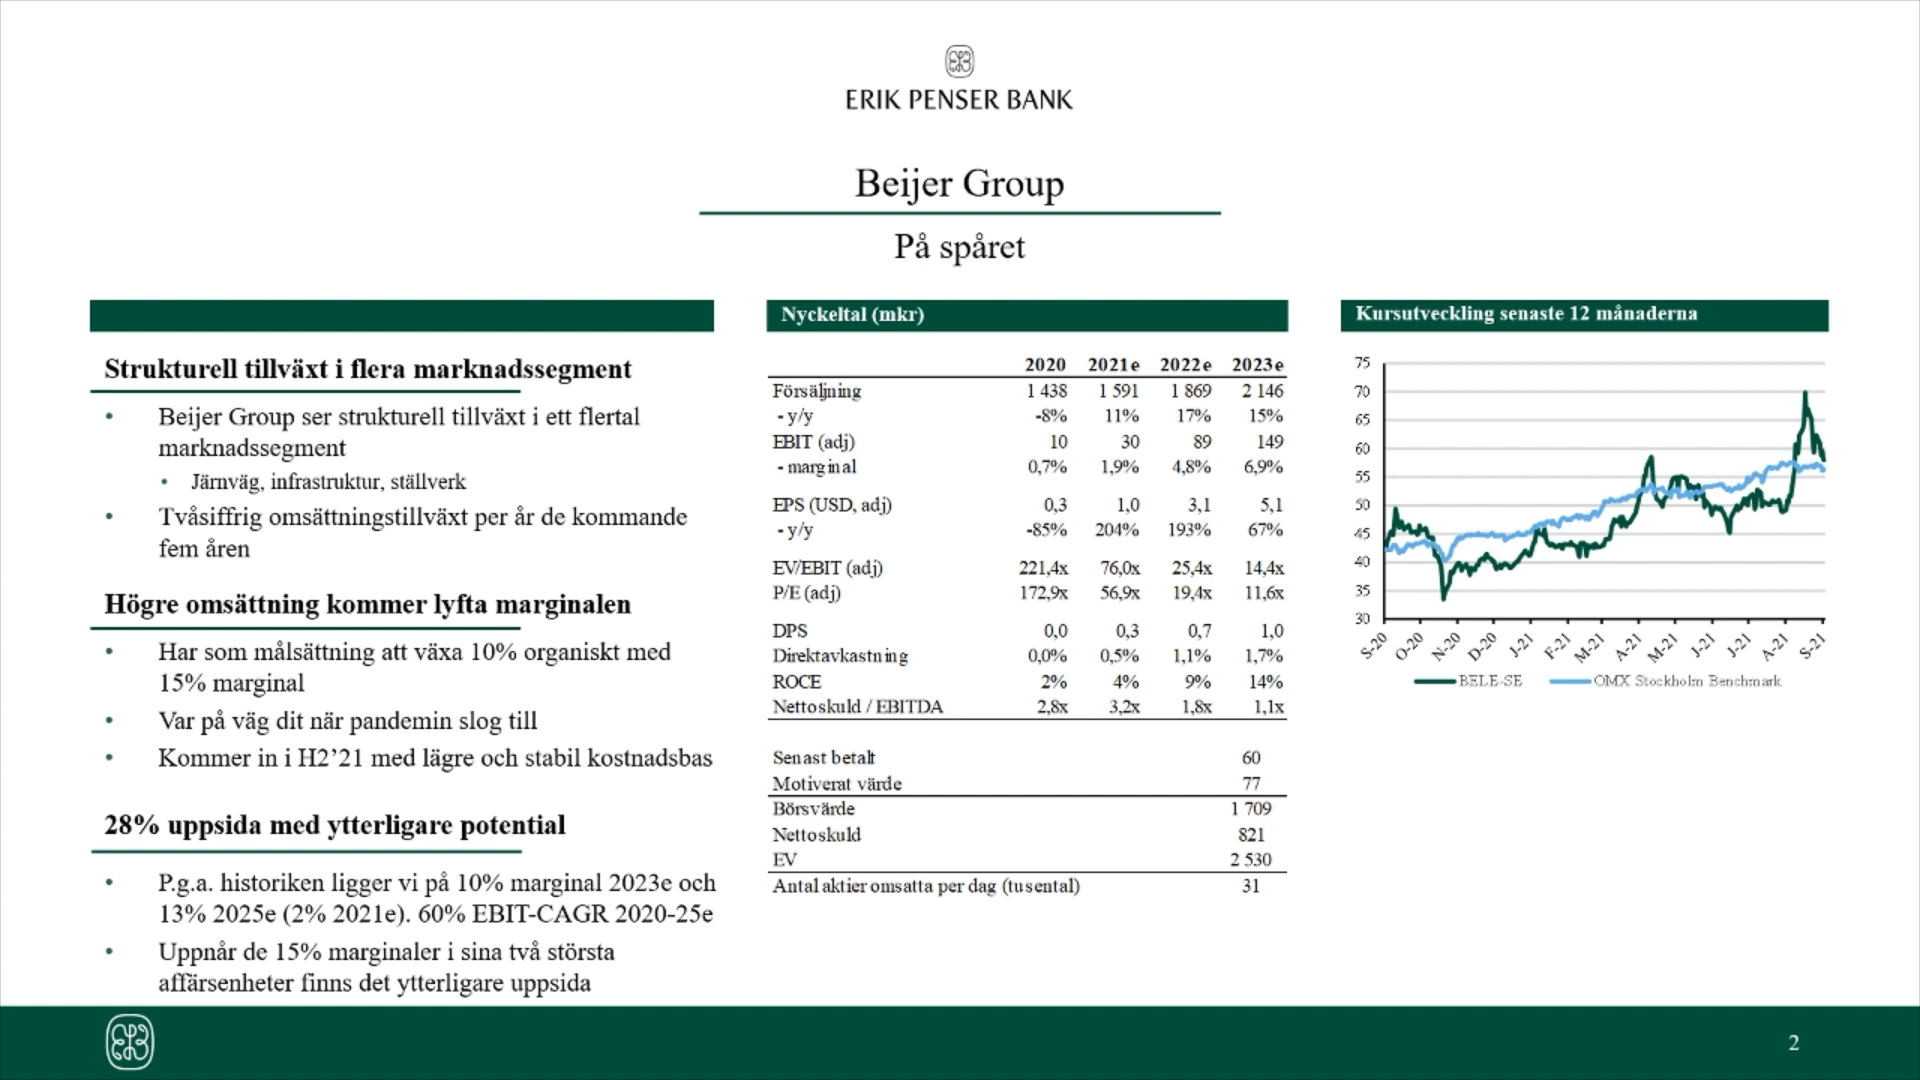 ERIK PENSER BANK
Beijer Group
På spåret
Strukturell tillväxt i flera marknadssegment
• Beijer Group ser strukturell tillväxt i ett flertal
marknadssegment
• Järnväg, infrastruktur, ställverk
• Tvåsiffrig omsättningstillväxt per år de kommande
fem åren
Högre omsättning kommer lyfta marginalen
• Har som målsättning att växa 10% organiskt med
15% marginal
• Var på väg dit när pandemin slog till
• Kommer in i H2’21 med lägre och stabil kostnadsbas
28% uppsida med ytterligare potential
• P.g.a. historiken ligger vi på 10% marginal 2023e och
13% 2025e (2% 2021e). 60% EBIT-CAGR 2020-25e
• Uppnår de 15% marginaler i sina två största
affärsenheter finns det ytterligare uppsida
Nyckeltal (mkr)
2020 2021e 2022e 2023e
Försäljning 1 438 1 591 1 869 2 146
- y/y -8% 11% 17% 15%
EBIT (adj) 10 30 89 149
- marginal 0,7% 1,9% 4,8% 6,9%
EPS (USD, adj) 0,3 1,0 3,1 5,1
- y/y -85% 204% 193% 67%
EV/EBIT (adj) 221,4x 76,0x 25,4x 14,4x
P/E (adj) 172,9x 56,9x 19,4x 11,6x
DPS 0,0 0,3 0,7 1,0
Direktavkastning 0,0% 0,5% 1,1% 1,7%
ROCE 2% 4% 9% 14%
Nettoskuld / EBITDA 2,8x 3,2x 1,8x 1,1x
Senast betalt 60
Motiverat värde 77
Börsvärde 1 709
Nettoskuld 821
EV 2 530
Antal aktier omsatta per dag (tusental) 31
Kursutveckling senaste 12 månaderna
75
70
65
60
55
50
45
40
35
30
S-20 O-20 N-20 D-20 J-21 F-21 M-21 A-21 M-21 J-21 J-21 A-21 S-21
BELE-SE OMX Stockholm Benchmark
2